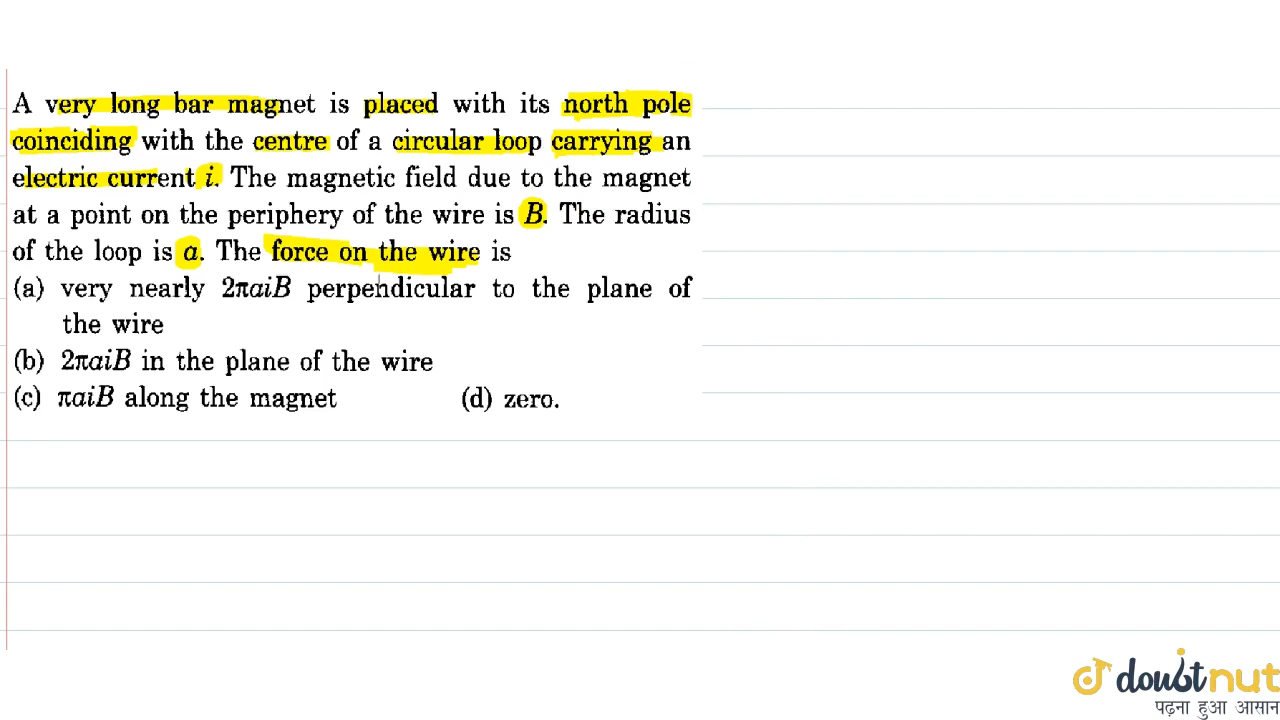 A very long bar magnet is placed with its north pole
coinciding with the centre of a circular loop carrying an
electric current i. The magnetic field due to the magnet
at a point on the periphery of the wire is B. The radius
of the loop is a. The force on the wire is
(a) very nearly 2πaiB perpendicular to the plane of
the wire
(b) 2πaiB in the plane of the wire
(c) πaiB along the magnet (d) zero.
doubtnut
पढ़ना हुआ आसान